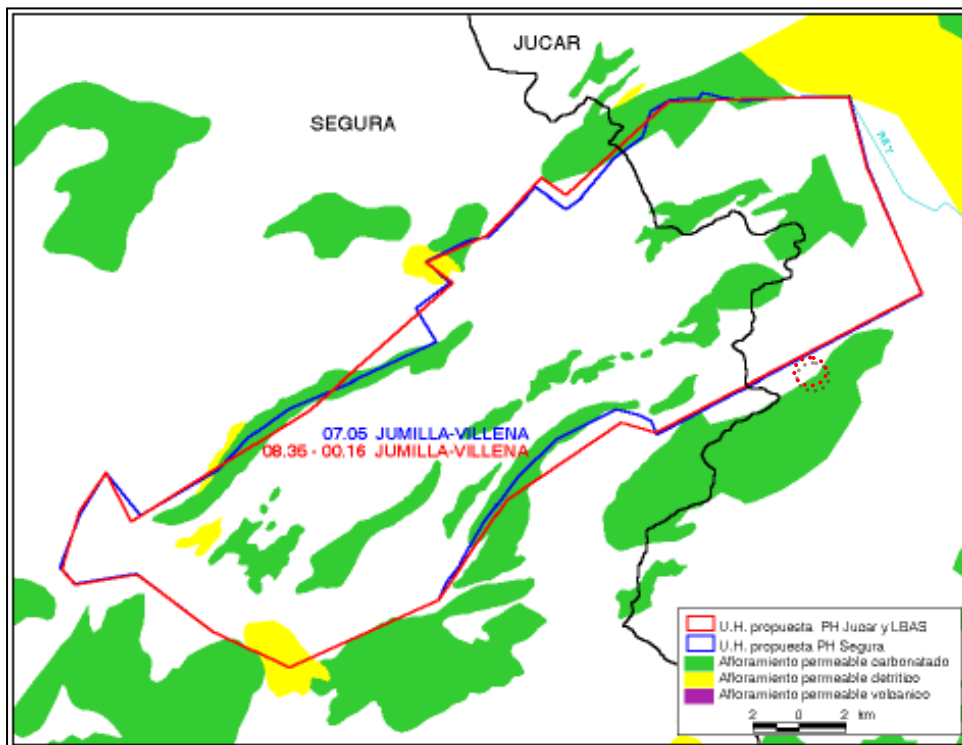 JUCAR
SEGURA
07.05 JUMILLA-VILLENA
08.35 - 00.16 JUMILLA-VILLENA
U.H. propuesta PH Jucar y LBAS
U.H. propuesta PH Segura
Afloramiento permeable carbonatado
Afloramiento permeable detritico
Afloramiento permeable volcanico
2 0 2 km